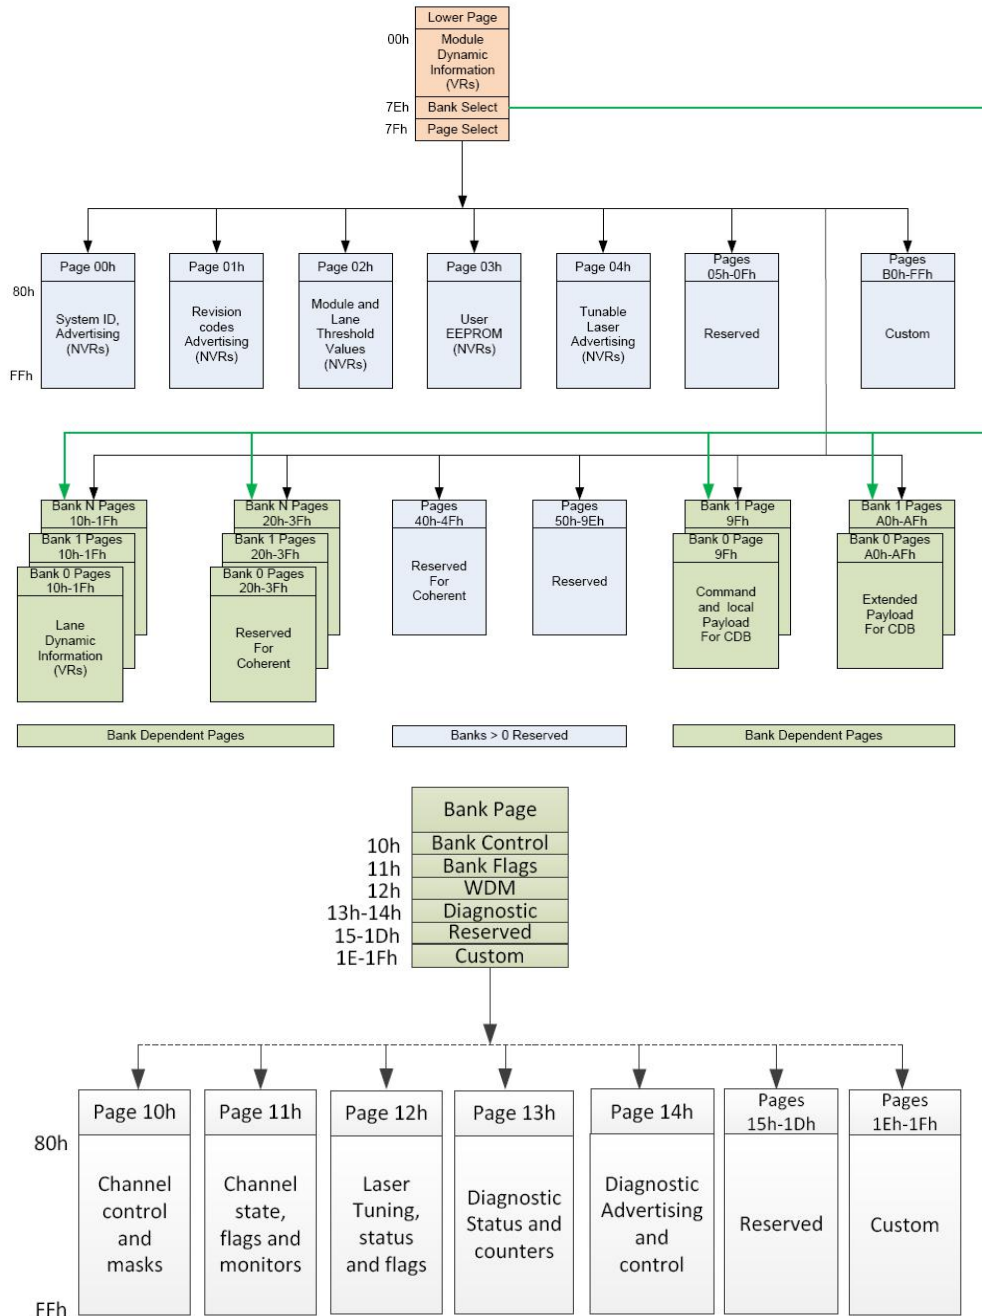 Lower Page
00h
Module
Dynamic
Information
(VRs)
7Eh
Bank Select
7Fh
Page Select
Page 00h
Page 01h
Page 02h
Page 03h
Page 04h
Pages
05h-0Fh
Pages
B0h-FFh
80h
System ID,
Advertising
(NVRs)
Revision
codes
Advertising
(NVRs)
Module and
Lane
Threshold
Values
(NVRs)
User
EEPROM
(NVRs)
Tunable
Laser
Advertising
(NVRs)
Reserved
Custom
FFh
Bank N Pages
10h-1Fh
Bank 1 Pages
10h-1Fh
Bank 0 Pages
10h-1Fh
Lane
Dynamic
Information
(VRs)
Bank N Pages
20h-3Fh
Bank 1 Pages
20h-3Fh
Bank 0 Pages
20h-3Fh
Reserved
For
Coherent
Pages
40h-4Fh
Reserved
For
Coherent
Pages
50h-9Eh
Reserved
Bank 1 Page
9Fh
Bank 0 Page
9Fh
Command
and local
Payload
For CDB
Bank 1 Pages
A0h-AFh
Bank 0 Pages
A0h-AFh
Extended
Payload
For CDB
Bank Dependent Pages
Banks > 0 Reserved
Bank Dependent Pages
Bank Page
10h
Bank Control
11h
Bank Flags
12h
WDM
13h-14h
Diagnostic
15-1Dh
Reserved
1E-1Fh
Custom
Page 10h
Page 11h
Page 12h
Page 13h
Page 14h
Pages
15h-1Dh
Pages
1Eh-1Fh
80h
Channel
control
and
masks
Channel
state,
flags and
monitors
Laser
Tuning,
status
and flags
Diagnostic
Status and
counters
Diagnostic
Advertising
and
control
Reserved
Custom
FFh